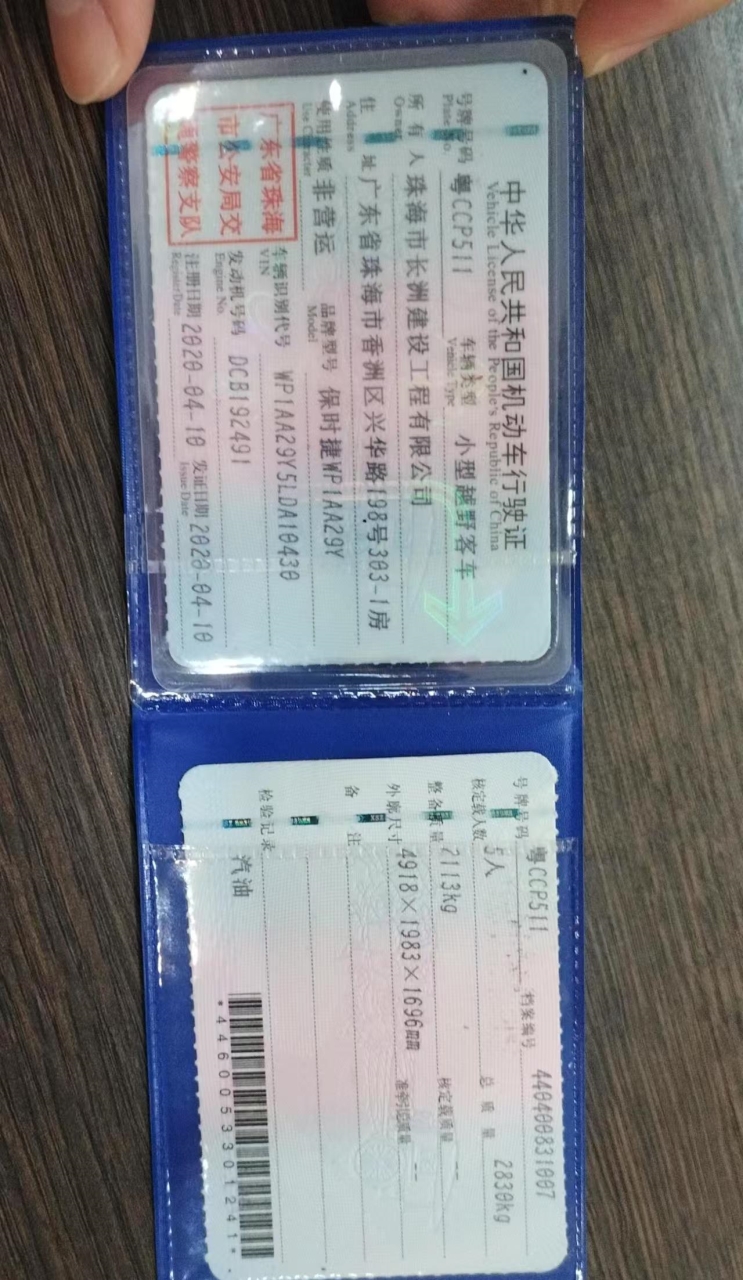 中华人民共和国机动车行驶证
Vehicle License of the People's Republic of China
号牌号码 粤CCP511 车辆类型 小型越野客车
Plate No. Vehicle Type
所有人 珠海市长洲建设工程有限公司
Owner
住址 广东省珠海市香洲区兴华路198号303-1房
Address
使用性质 非营运 品牌型号 保时捷WP1AA29Y
Use Character Model
广东省珠海
市公安局交
通警察支队
车辆识别代号 WP1AA29Y5LDA10430
VIN
发动机号码 DCB192491
Engine No.
注册日期 2020-04-10 发证日期 2020-04-10
Register Date Issue Date
号牌号码 粤CCP511 档案编号 440400831007
核定载人数 5人 总质量 2830kg
整备质量 2113kg 核定载质量 --
外廓尺寸 4918×1983×1696mm 准牵引总质量 --
备注
检验记录
汽油
*4460053301241*